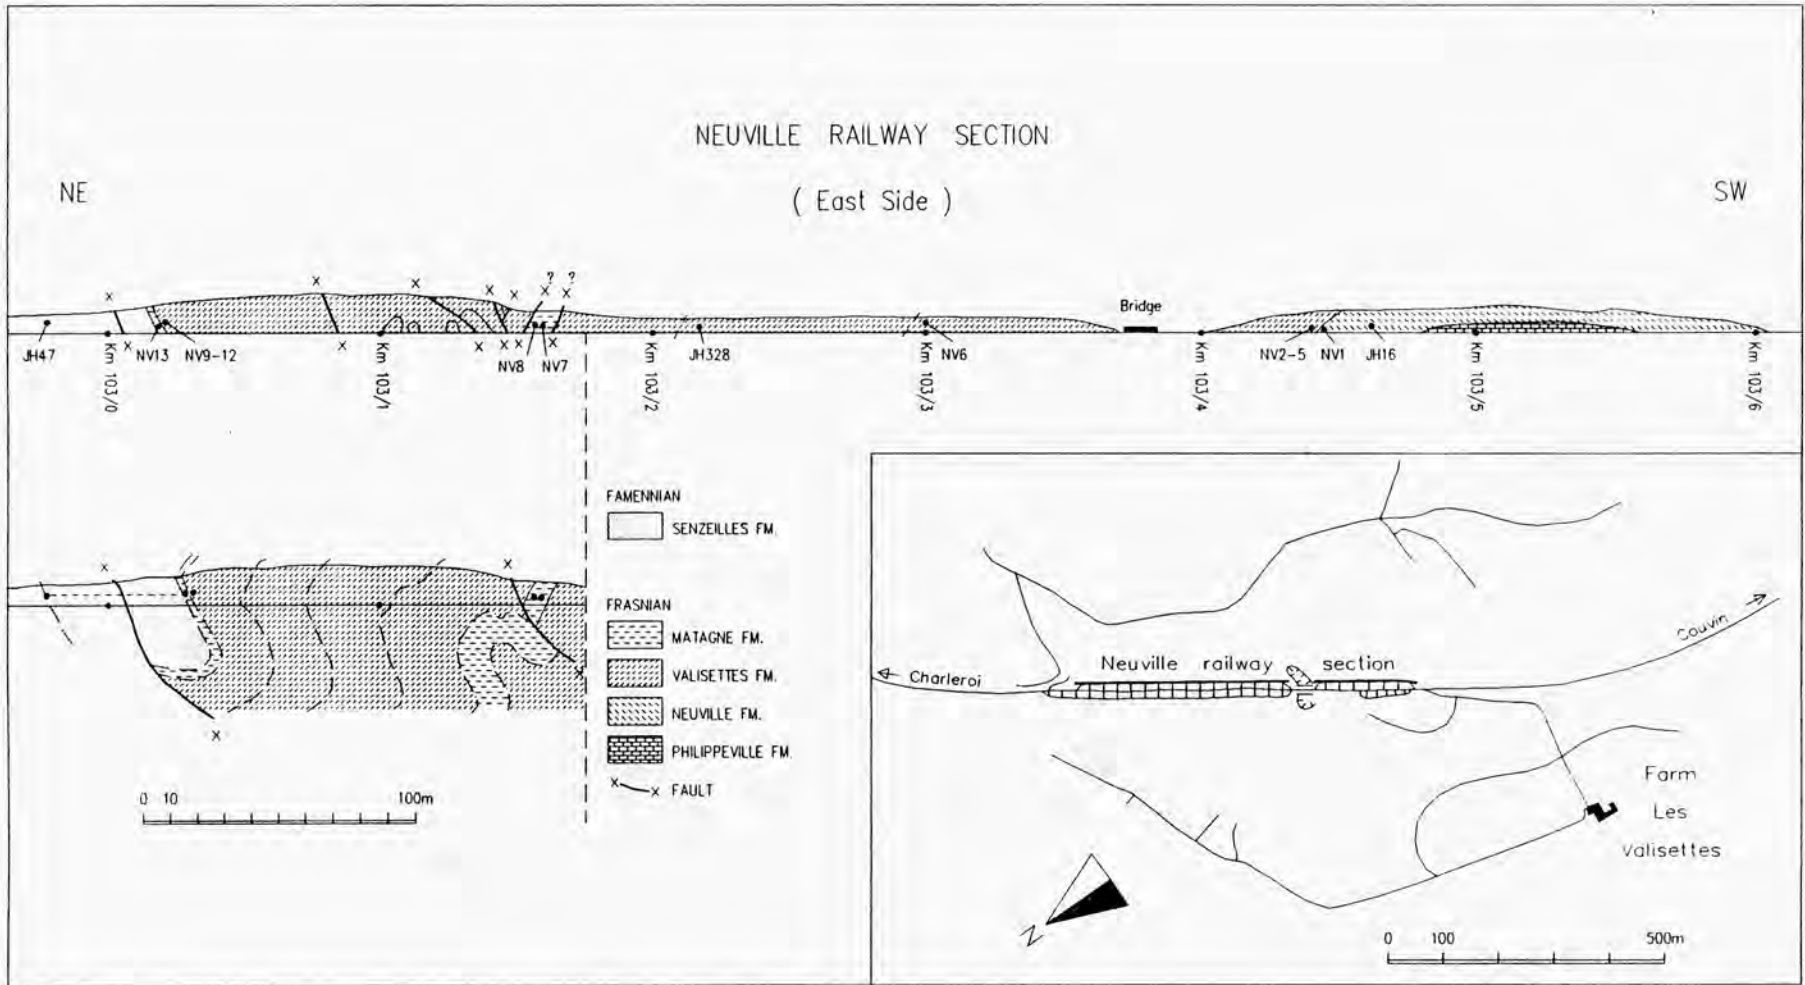 NEUVILLE RAILWAY SECTION
( East Side )
NE
SW
x x x x x ? x ? x
Bridge
x x x x x x
JH47
Km 103/0
NV13
NV9-12
Km 103/1
NV8
NV7
Km 103/2
JH328
NV6
Km 103/3
Km 103/4
NV2-5
NV1
JH16
Km 103/5
Km 103/6
x x
x x
FAMENNIAN
SENZEILLES FM.
FRASNIAN
MATAGNE FM.
VALISETTES FM.
NEUVILLE FM.
PHILIPPEVILLE FM.
x x FAULT
0 10 100m
Couvin
Neuville railway section
Charleroi
Farm
Les
Valisettes
N
0 100 500m